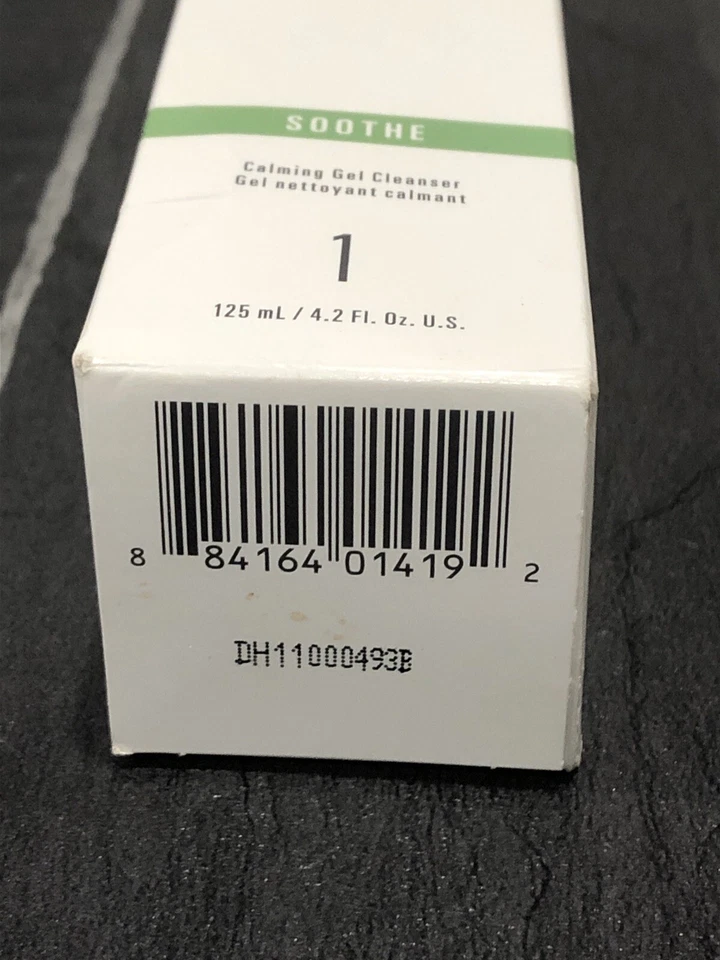 SOOTHE
Calming Gel Cleanser
Gel nettoyant calmant
1
125 mL / 4.2 Fl. Oz. U.S.
8 84164 01419 2
DH11000493B